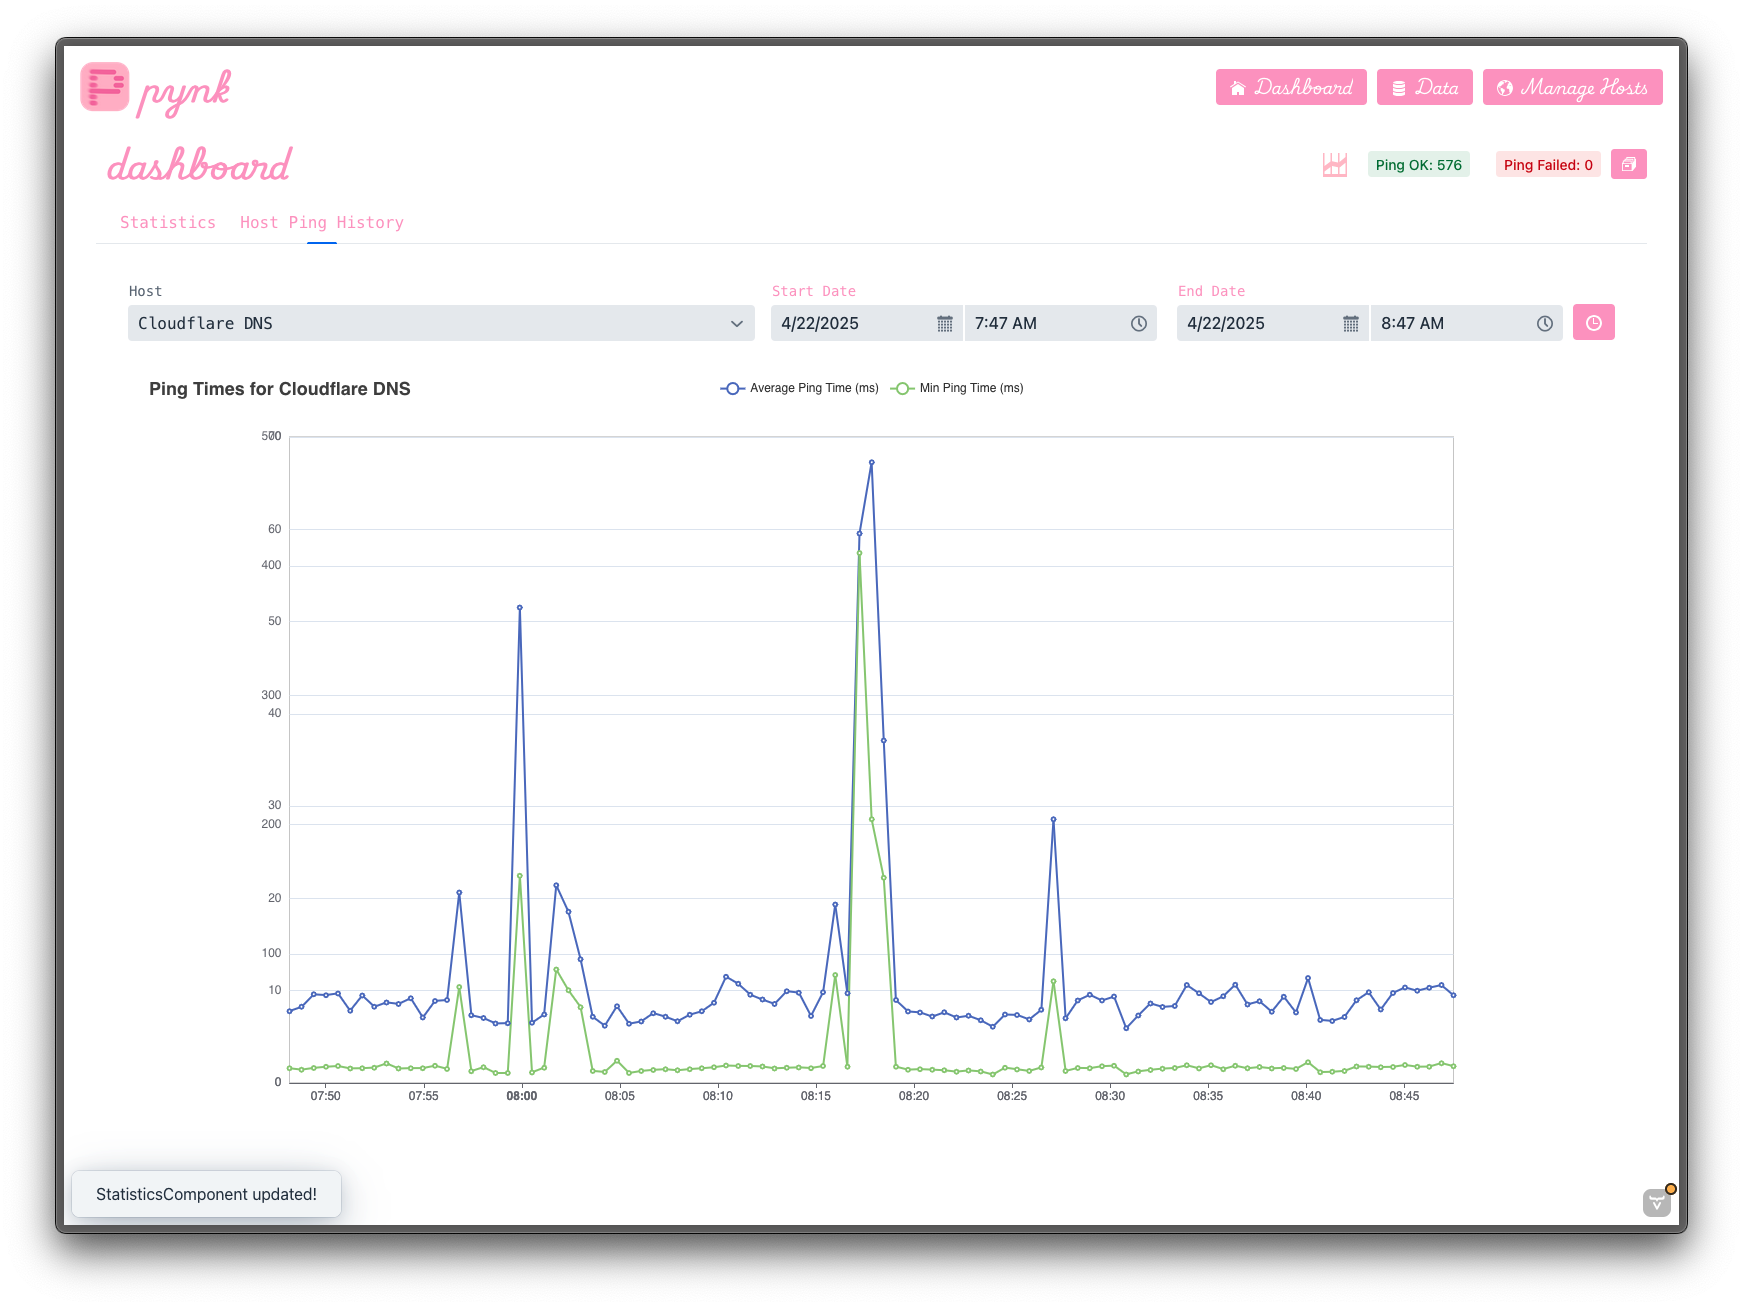 pynk
Dashboard Data Manage Hosts
dashboard
Ping OK: 576 Ping Failed: 0
Statistics Host Ping History
Host Start Date End Date
Cloudflare DNS 4/22/2025 7:47 AM 4/22/2025 8:47 AM
Ping Times for Cloudflare DNS
Average Ping Time (ms) Min Ping Time (ms)
500 70
60
400
50
300
40
30
200
20
100
10
0
07:50 07:55 08:00 08:05 08:10 08:15 08:20 08:25 08:30 08:35 08:40 08:45
StatisticsComponent updated!